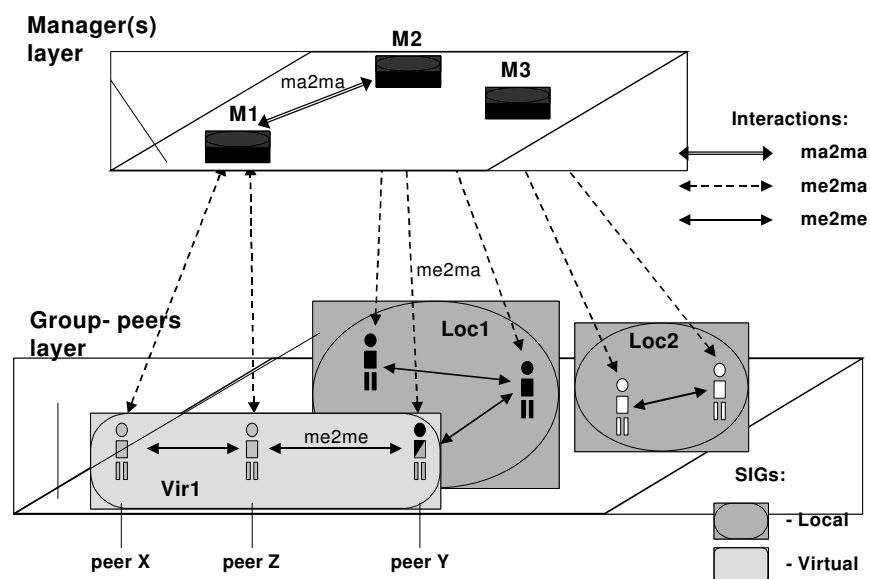 Manager(s)
layer
M2
M3
ma2ma
M1
Interactions:
ma2ma
me2ma
me2me
me2ma
Group- peers
layer
Loc1
Loc2
me2me
Vir1
SIGs:
- Local
- Virtual
peer X
peer Z
peer Y